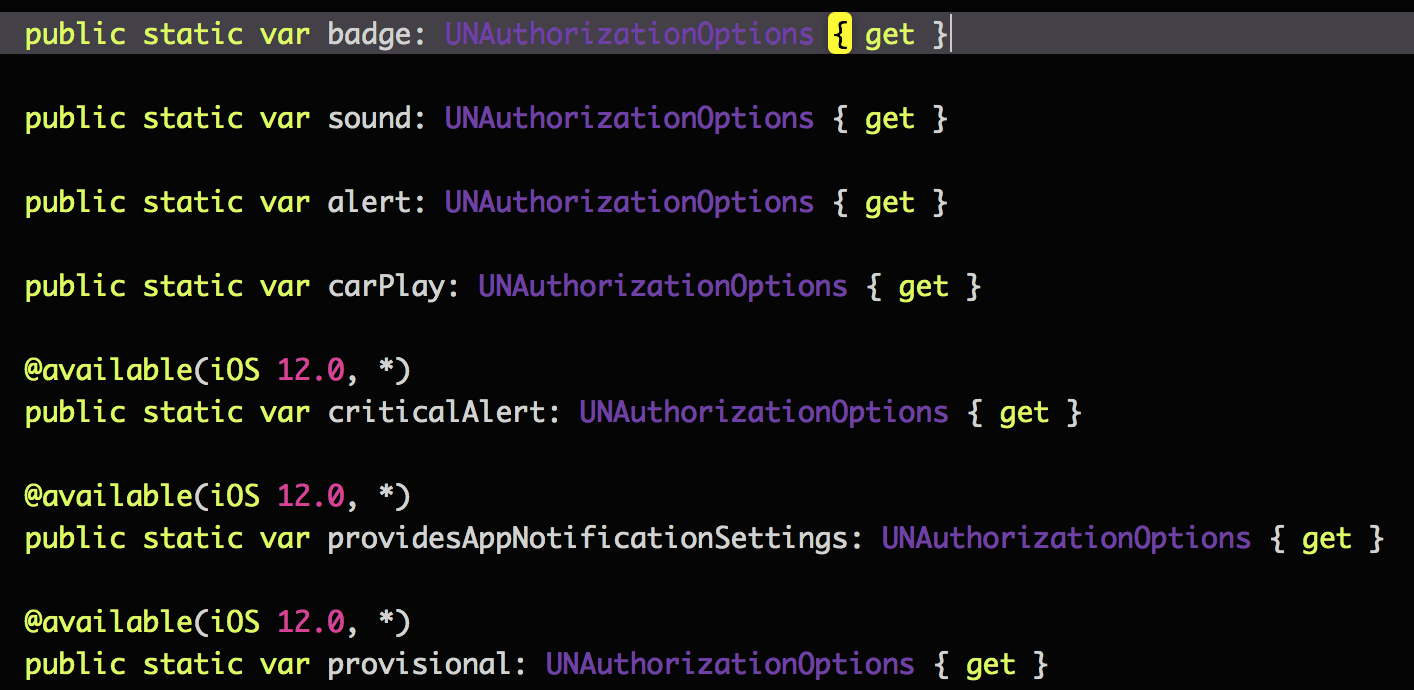 public static var badge: UNAuthorizationOptions { get }
public static var sound: UNAuthorizationOptions { get }
public static var alert: UNAuthorizationOptions { get }
public static var carPlay: UNAuthorizationOptions { get }
@available(iOS 12.0, *)
public static var criticalAlert: UNAuthorizationOptions { get }
@available(iOS 12.0, *)
public static var providesAppNotificationSettings: UNAuthorizationOptions { get }
@available(iOS 12.0, *)
public static var provisional: UNAuthorizationOptions { get }